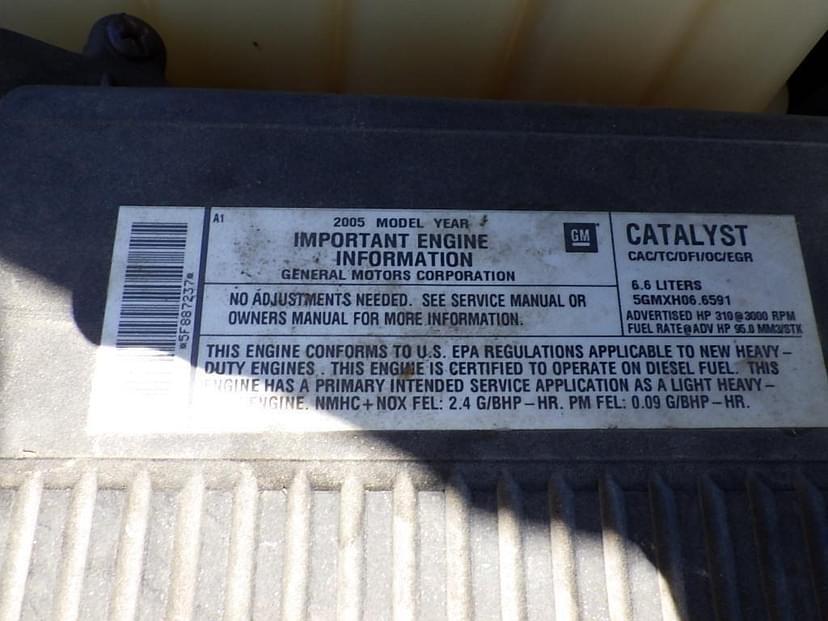 *5F887237*
A1
2005 MODEL YEAR
IMPORTANT ENGINE
INFORMATION
GENERAL MOTORS CORPORATION
GM
NO ADJUSTMENTS NEEDED. SEE SERVICE MANUAL OR
OWNERS MANUAL FOR MORE INFORMATION.
CATALYST
CAC/TC/DFI/OC/EGR
6.6 LITERS
5GMXH06.6591
ADVERTISED HP 310@3000 RPM
FUEL RATE@ADV HP 95.0 MM3/STK
THIS ENGINE CONFORMS TO U.S. EPA REGULATIONS APPLICABLE TO NEW HEAVY-
DUTY ENGINES. THIS ENGINE IS CERTIFIED TO OPERATE ON DIESEL FUEL. THIS
ENGINE HAS A PRIMARY INTENDED SERVICE APPLICATION AS A LIGHT HEAVY-
ENGINE. NMHC+NOX FEL: 2.4 G/BHP-HR. PM FEL: 0.09 G/BHP-HR.